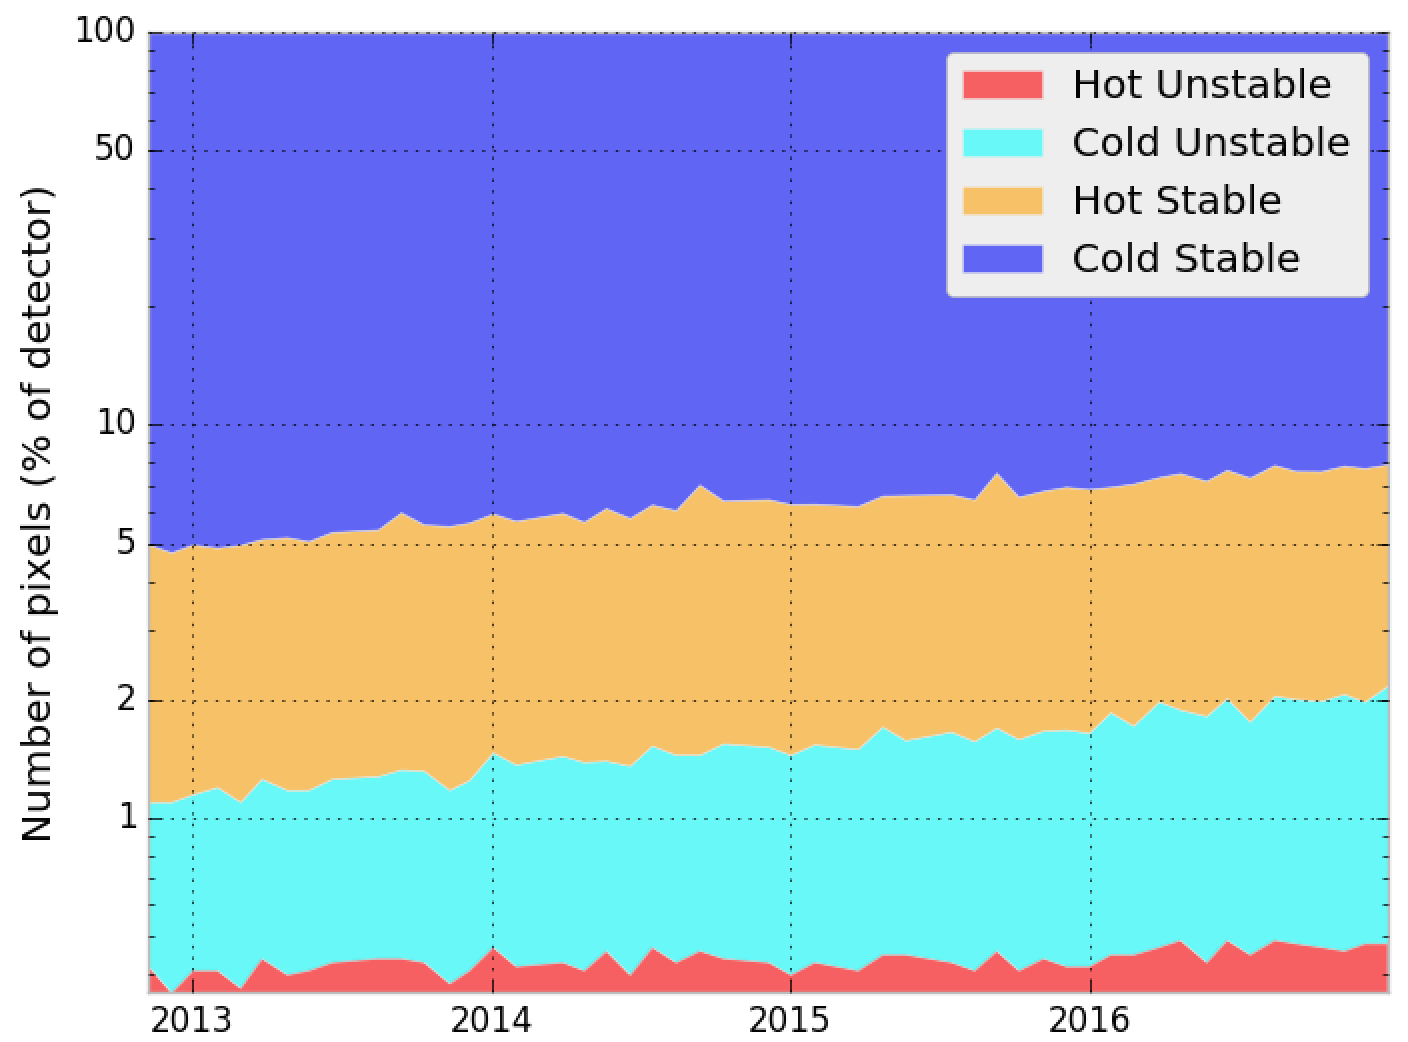 Number of pixels (% of detector)
100
50
10
5
2
1
2013 2014 2015 2016
Hot Unstable
Cold Unstable
Hot Stable
Cold Stable